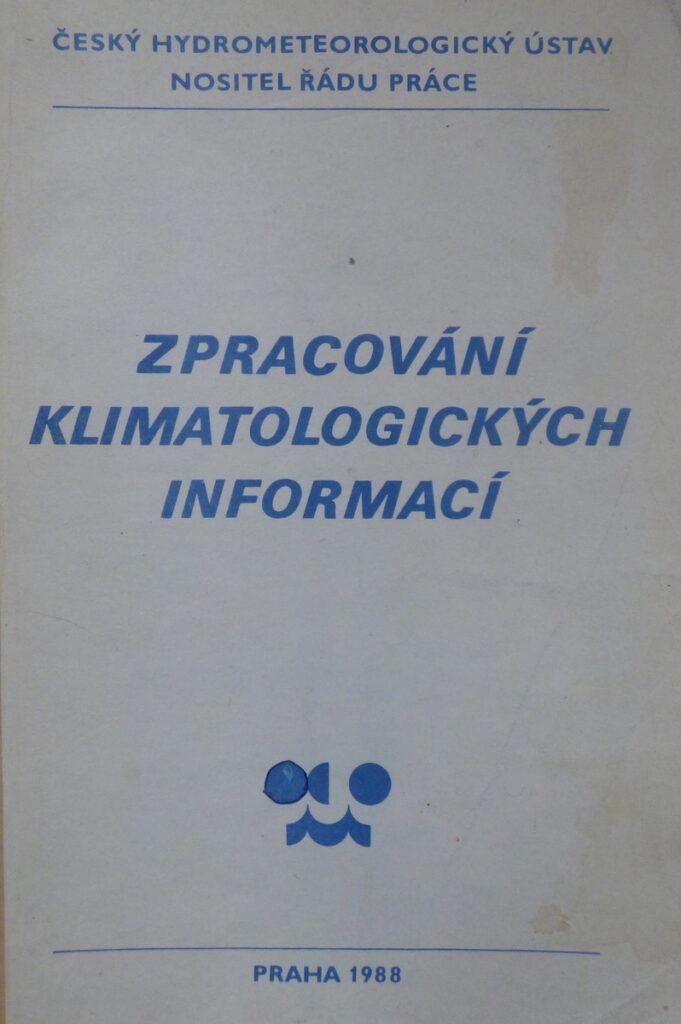 ČESKÝ HYDROMETEOROLOGICKÝ ÚSTAV
NOSITEL ŘÁDU PRÁCE
ZPRACOVÁNÍ
KLIMATOLOGICKÝCH
INFORMACÍ
PRAHA 1988